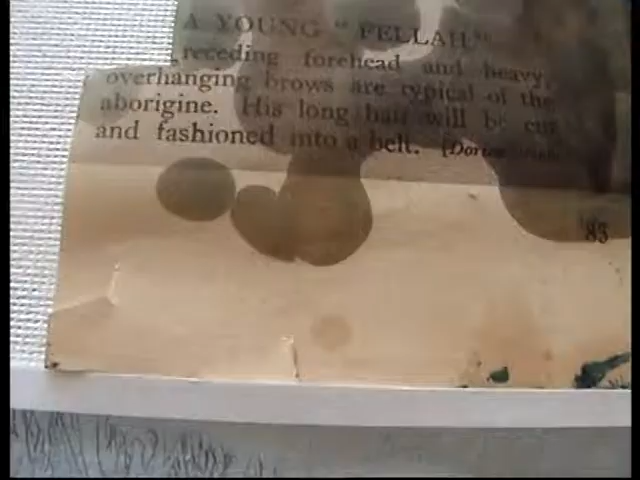 A YOUNG "FELLAH"
receding forehead and heavy,
overhanging brows are typical of the
aborigine. His long hair will be cut
and fashioned into a belt.
83